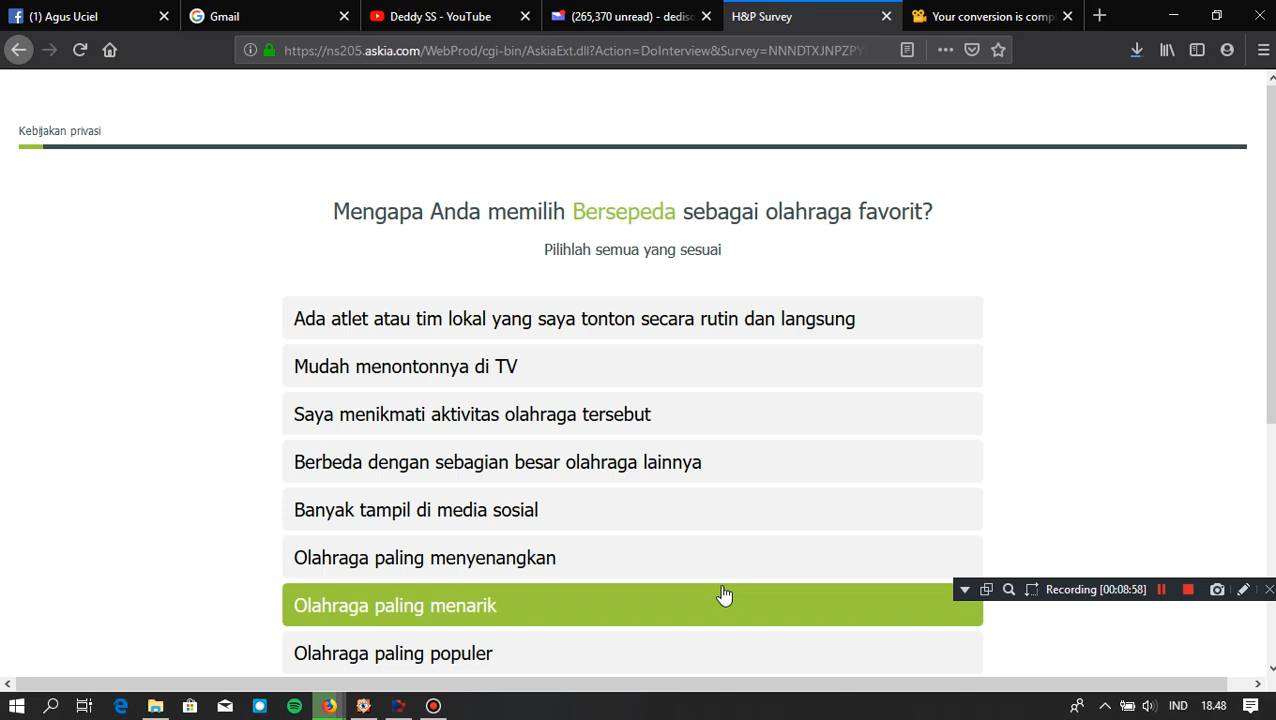 (1) Agus Uciel
Gmail
Deddy SS - YouTube
(265,370 unread) - dediso
H&P Survey
Your conversion is comp
https://ns205.askia.com/WebProd/cgi-bin/AskiaExt.dll?Action=DoInterview&Survey=NNNDTXJNPZPY
Kebijakan privasi
Mengapa Anda memilih Bersepeda sebagai olahraga favorit?
Pilihlah semua yang sesuai
Ada atlet atau tim lokal yang saya tonton secara rutin dan langsung
Mudah menontonnya di TV
Saya menikmati aktivitas olahraga tersebut
Berbeda dengan sebagian besar olahraga lainnya
Banyak tampil di media sosial
Olahraga paling menyenangkan
Recording [00:08:58]
Olahraga paling menarik
Olahraga paling populer
IND
18.48